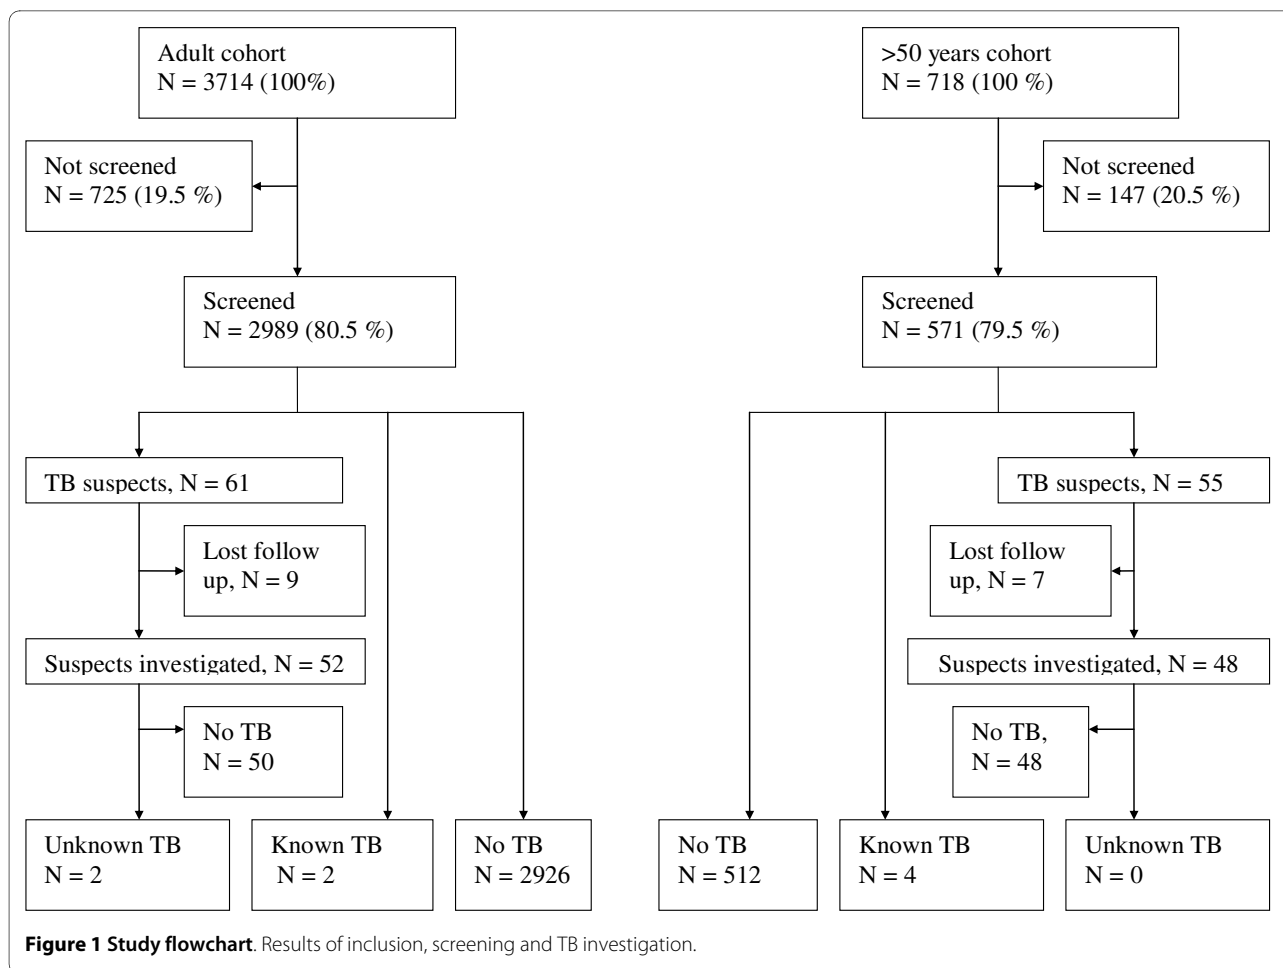 Adult cohort
N = 3714 (100%)
>50 years cohort
N = 718 (100 %)
Not screened
N = 725 (19.5 %)
Not screened
N = 147 (20.5 %)
Screened
N = 2989 (80.5 %)
Screened
N = 571 (79.5 %)
TB suspects, N = 61
TB suspects, N = 55
Lost follow
up, N = 9
Lost follow
up, N = 7
Suspects investigated, N = 52
Suspects investigated, N = 48
No TB
N = 50
No TB,
N = 48
Unknown TB
N = 2
Known TB
N = 2
No TB
N = 2926
No TB
N = 512
Known TB
N = 4
Unknown TB
N = 0
Figure 1 Study flowchart. Results of inclusion, screening and TB investigation.